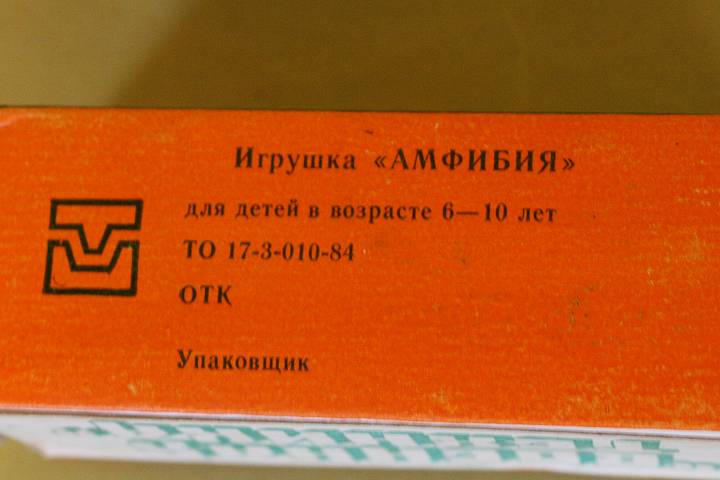 Игрушка «АМФИБИЯ»
для детей в возрасте 6—10 лет
ТО 17-3-010-84
ОТК
Упаковщик